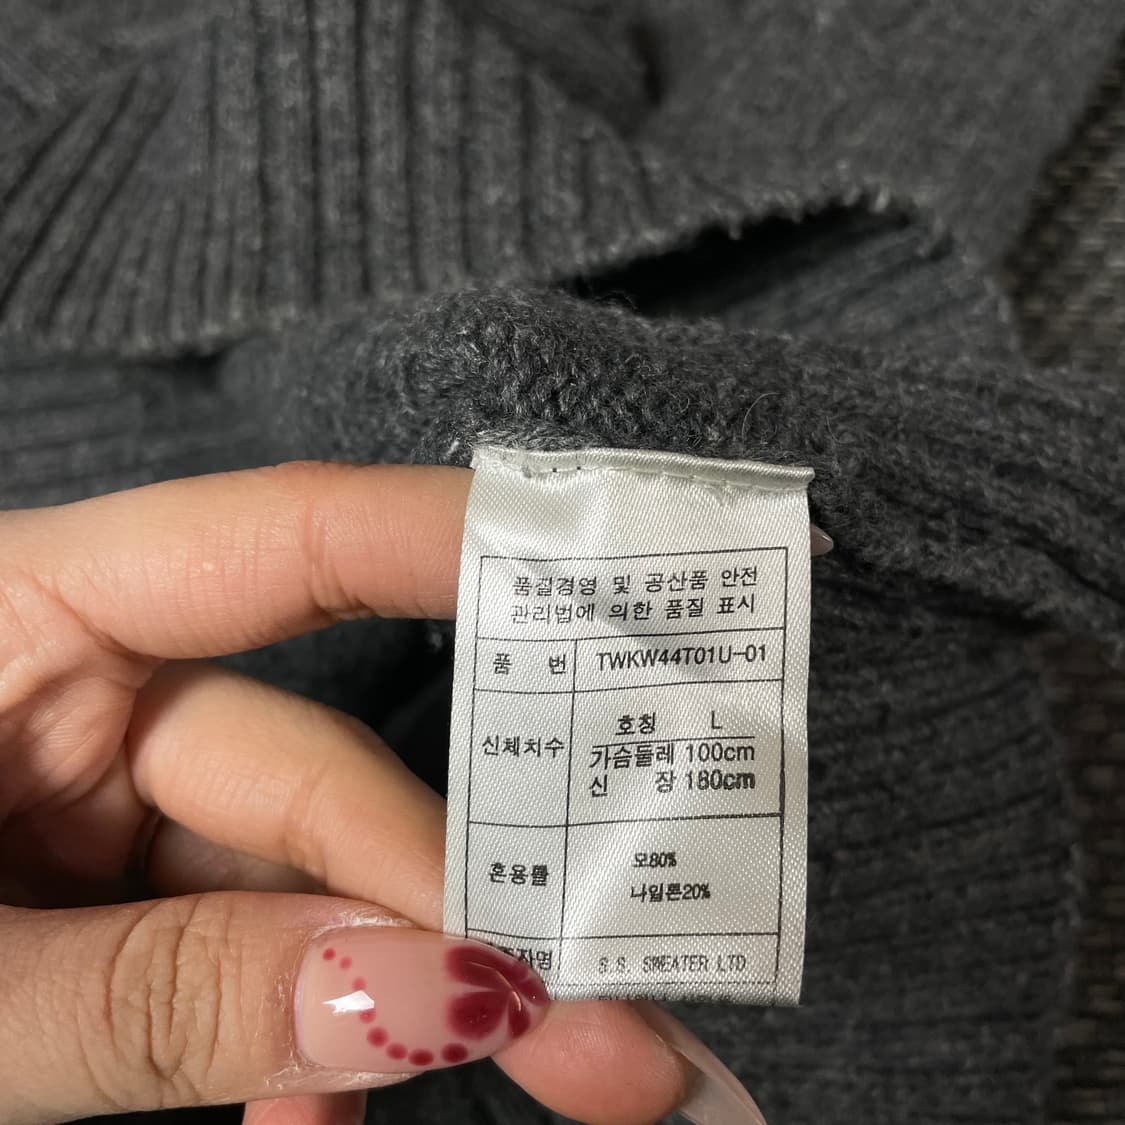 품질경영 및 공산품 안전
관리법에 의한 품질 표시
품 번 TWKW44T01U-01
신체치수
호칭 L
가슴둘레 100cm
신 장 180cm
혼용률
모80%
나일론20%
자명 S.S. SWEATER LTD